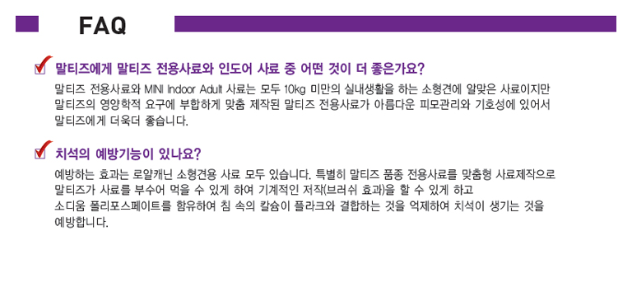 FAQ
말티즈에게 말티즈 전용사료와 인도어 사료 중 어떤 것이 더 좋은가요?
말티즈 전용사료와 MINI Indoor Adult 사료는 모두 10kg 미만의 실내생활을 하는 소형견에 알맞은 사료이지만
말티즈의 영양학적 요구에 부합하게 맞춤 제작된 말티즈 전용사료가 아름다운 피모관리와 기호성에 있어서
말티즈에게 더욱더 좋습니다.
치석의 예방기능이 있나요?
예방하는 효과는 로얄캐닌 소형견용 사료 모두 있습니다. 특별히 말티즈 품종 전용사료를 맞춤형 사료제작으로
말티즈가 사료를 부수어 먹을 수 있게 하여 기계적인 저작(브러쉬 효과)을 할 수 있게 하고
소디움 폴리포스페이트를 함유하여 침 속의 칼슘이 플라크와 결합하는 것을 억제하여 치석이 생기는 것을
예방합니다.